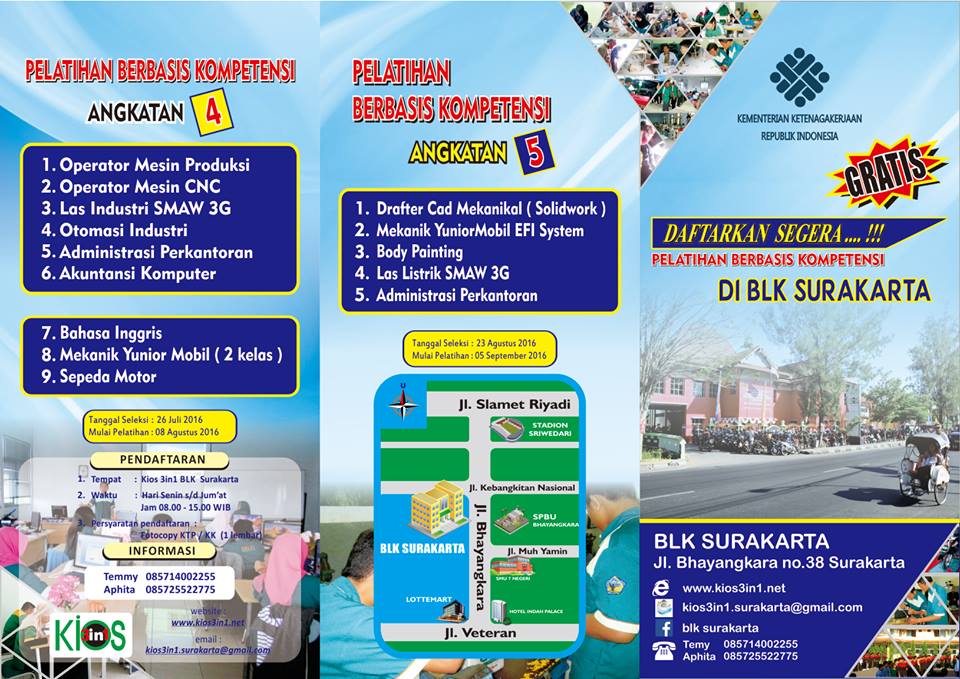 PELATIHAN BERBASIS KOMPETENSI
ANGKATAN 4
1. Operator Mesin Produksi
2. Operator Mesin CNC
3. Las Industri SMAW 3G
4. Otomasi Industri
5. Administrasi Perkantoran
6. Akuntansi Komputer
7. Bahasa Inggris
8. Mekanik Yunior Mobil ( 2 kelas )
9. Sepeda Motor
Tanggal Seleksi : 26 Juli 2016
Mulai Pelatihan : 08 Agustus 2016
PENDAFTARAN
1. Tempat : Kios 3in1 BLK Surakarta
2. Waktu : Hari Senin s/d Jum'at
Jam 08.00 - 15.00 WIB
3. Persyaratan pendaftaran :
Fotocopy KTP / KK (1 lembar)
INFORMASI
Temmy 085714002255
Aphita 085725522775
website :
www.kios3in1.net
email :
kios3in1.surakarta@gmail.com
KiOS
in
PELATIHAN
BERBASIS KOMPETENSI
ANGKATAN 5
1. Drafter Cad Mekanikal ( Solidwork )
2. Mekanik YuniorMobil EFI System
3. Body Painting
4. Las Listrik SMAW 3G
5. Administrasi Perkantoran
Tanggal Seleksi : 23 Agustus 2016
Mulai Pelatihan : 05 September 2016
U
Jl. Slamet Riyadi
STADION
SRIWEDARI
Jl. Kebangkitan Nasional
SPBU
BHAYANGKARA
BLK SURAKARTA
Jl. Bhayangkara
Jl. Muh Yamin
SMU 7 NEGERI
LOTTEMART
HOTEL INDAH PALACE
Jl. Veteran
KEMENTERIAN KETENAGAKERJAAN
REPUBLIK INDONESIA
GRATIS
DAFTARKAN SEGERA .... !!!
PELATIHAN BERBASIS KOMPETENSI
DI BLK SURAKARTA
BLK SURAKARTA
Jl. Bhayangkara no.38 Surakarta
www.kios3in1.net
kios3in1.surakarta@gmail.com
blk surakarta
Temy 085714002255
Aphita 085725522775